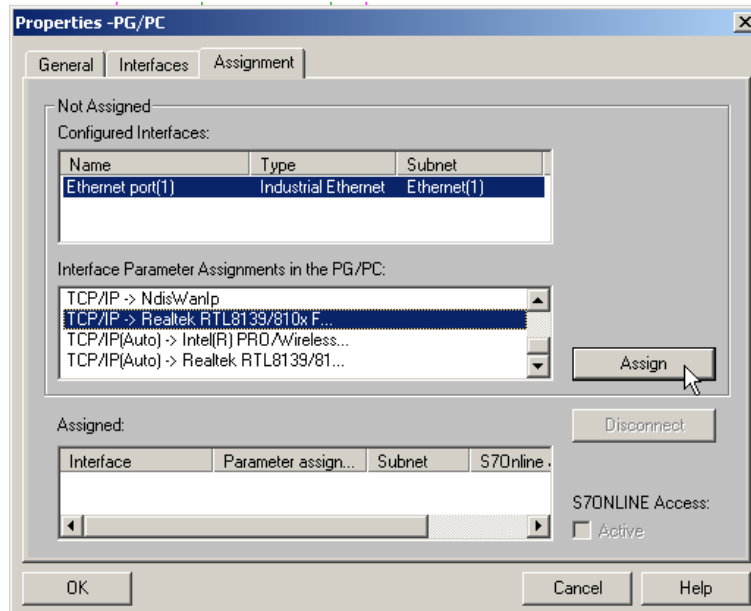 Properties -PG/PC
General Interfaces Assignment
Not Assigned
Configured Interfaces:
Name Type Subnet
Ethernet port(1) Industrial Ethernet Ethernet(1)
Interface Parameter Assignments in the PG/PC:
TCP/IP -> NdisWanIp
TCP/IP -> Realtek RTL8139/810x F...
TCP/IP(Auto) -> Intel(R) PRO/Wireless...
TCP/IP(Auto) -> Realtek RTL8139/81...
Assign
Assigned:
Disconnect
Interface Parameter assign... Subnet S7Online
S7ONLINE Access:
Active
OK Cancel Help